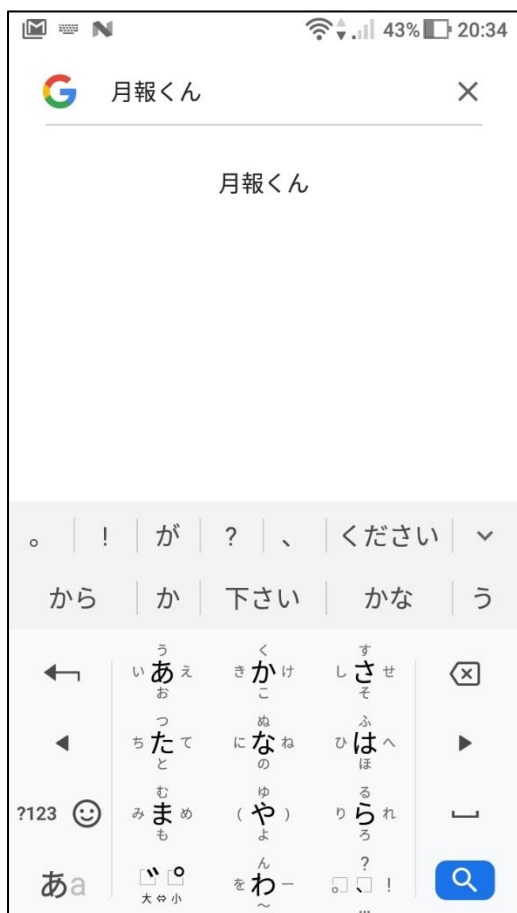 43% 20:34
月報くん
月報くん
。 ! が ? 、 ください
から か 下さい かな う
う く す
い あ え き か け し さ せ
お こ そ
つ ぬ ふ
ち た て に な ね ひ は へ
と の ほ
む ゆ る
?123 み ま め ( や ) り ら れ
も よ ろ
ん ?
あa ゛゜ を わ ー 。 、 !
大⇔小 〜 …